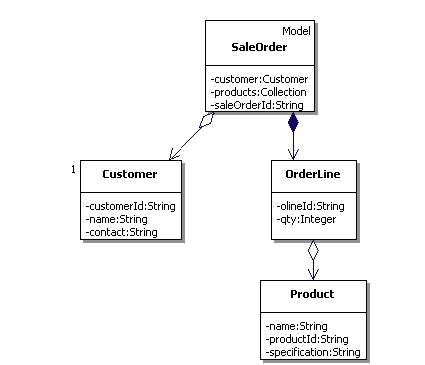 Model
SaleOrder
-customer:Customer
-products:Collection
-saleOrderId:String
1
Customer
-customerId:String
-name:String
-contact:String
OrderLine
-olineId:String
-qty:Integer
Product
-name:String
-productId:String
-specification:String